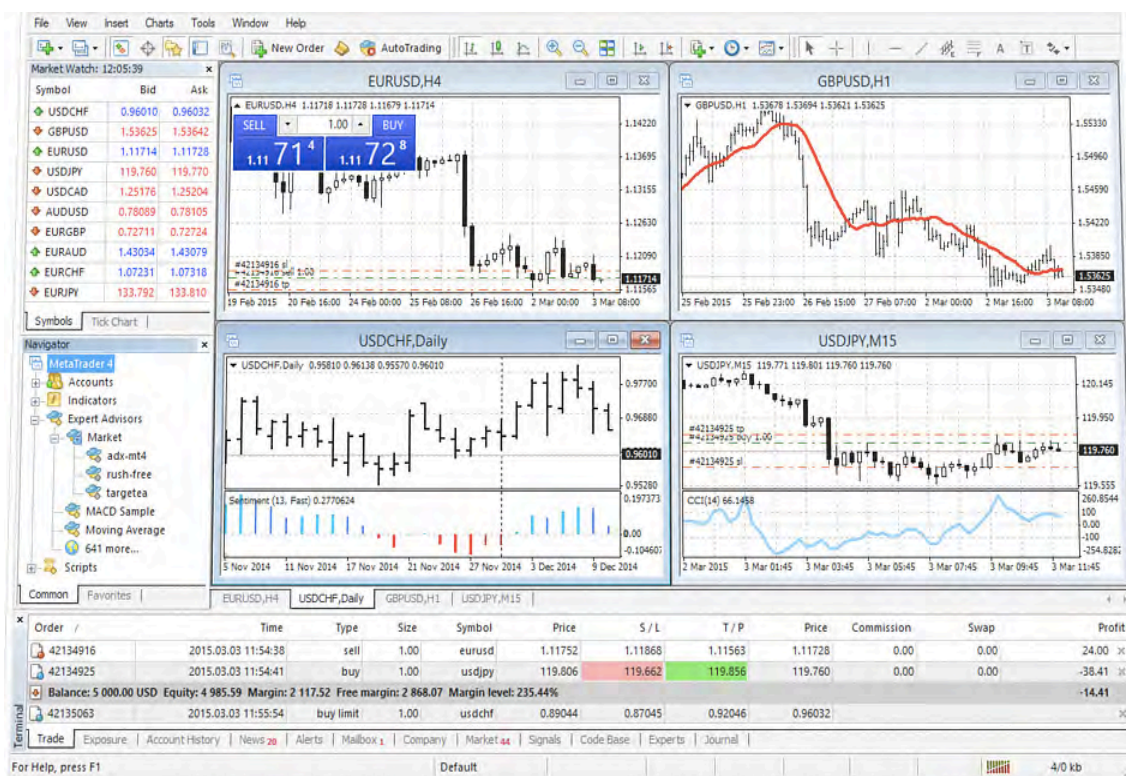 File View Insert Charts Tools Window Help
New Order AutoTrading
Market Watch: 12:05:39
Symbol Bid Ask
USDCHF 0.96010 0.96032
GBPUSD 1.53625 1.53642
EURUSD 1.11714 1.11728
USDJPY 119.760 119.770
USDCAD 1.25176 1.25204
AUDUSD 0.78089 0.78105
EURGBP 0.72711 0.72724
EURAUD 1.43034 1.43079
EURCHF 1.07231 1.07318
EURJPY 133.792 133.810
Symbols Tick Chart
Navigator
MetaTrader 4
Accounts
Indicators
Expert Advisors
Market
adx-mt4
rush-free
targetea
MACD Sample
Moving Average
641 more...
Scripts
Common Favorites
EURUSD,H4
EURUSD,H4 1.11718 1.11728 1.11679 1.11714
SELL 1.00 BUY
1.11 71 4 1.11 72 8
1.14220
1.13695
1.13155
1.12630
1.12090
1.11714
1.11565
#42134916 sl
#42134916 sell 1.00
#42134916 tp
19 Feb 2015 20 Feb 16:00 24 Feb 00:00 25 Feb 08:00 26 Feb 16:00 2 Mar 00:00 3 Mar 08:00
GBPUSD,H1
GBPUSD,H1 1.53678 1.53694 1.53621 1.53625
1.55330
1.54960
1.54590
1.54220
1.53850
1.53625
1.53480
25 Feb 2015 25 Feb 23:00 26 Feb 15:00 27 Feb 07:00 2 Mar 00:00 2 Mar 16:00 3 Mar 08:00
USDCHF,Daily
USDCHF,Daily 0.95810 0.96138 0.95570 0.96010
0.97700
0.96880
0.96010
0.95280
Sentiment (13, Fast) 0.2770624
0.197373
0.00
-0.104607
5 Nov 2014 11 Nov 2014 17 Nov 2014 21 Nov 2014 27 Nov 2014 3 Dec 2014 9 Dec 2014
USDJPY,M15
USDJPY,M15 119.771 119.801 119.760 119.760
120.145
119.950
119.760
119.555
#42134925 tp
#42134925 buy 1.00
#42134925 sl
CCI(14) 66.1458
260.8544
100
0.00
-100
-254.8282
2 Mar 2015 3 Mar 01:45 3 Mar 03:45 3 Mar 05:45 3 Mar 07:45 3 Mar 09:45 3 Mar 11:45
EURUSD,H4 USDCHF,Daily GBPUSD,H1 USDJPY,M15
Order / Time Type Size Symbol Price S / L T / P Price Commission Swap Profit
42134916 2015.03.03 11:54:38 sell 1.00 eurusd 1.11752 1.11868 1.11563 1.11728 0.00 0.00 24.00
42134925 2015.03.03 11:54:41 buy 1.00 usdjpy 119.806 119.662 119.856 119.760 0.00 0.00 -38.41
Balance: 5 000.00 USD Equity: 4 985.59 Margin: 2 117.52 Free margin: 2 868.07 Margin level: 235.44% -14.41
42135063 2015.03.03 11:55:54 buy limit 1.00 usdchf 0.89044 0.87045 0.92046 0.96032
Terminal
Trade Exposure Account History News 20 Alerts Mailbox 1 Company Market 44 Signals Code Base Experts Journal
For Help, press F1 Default 4/0 kb